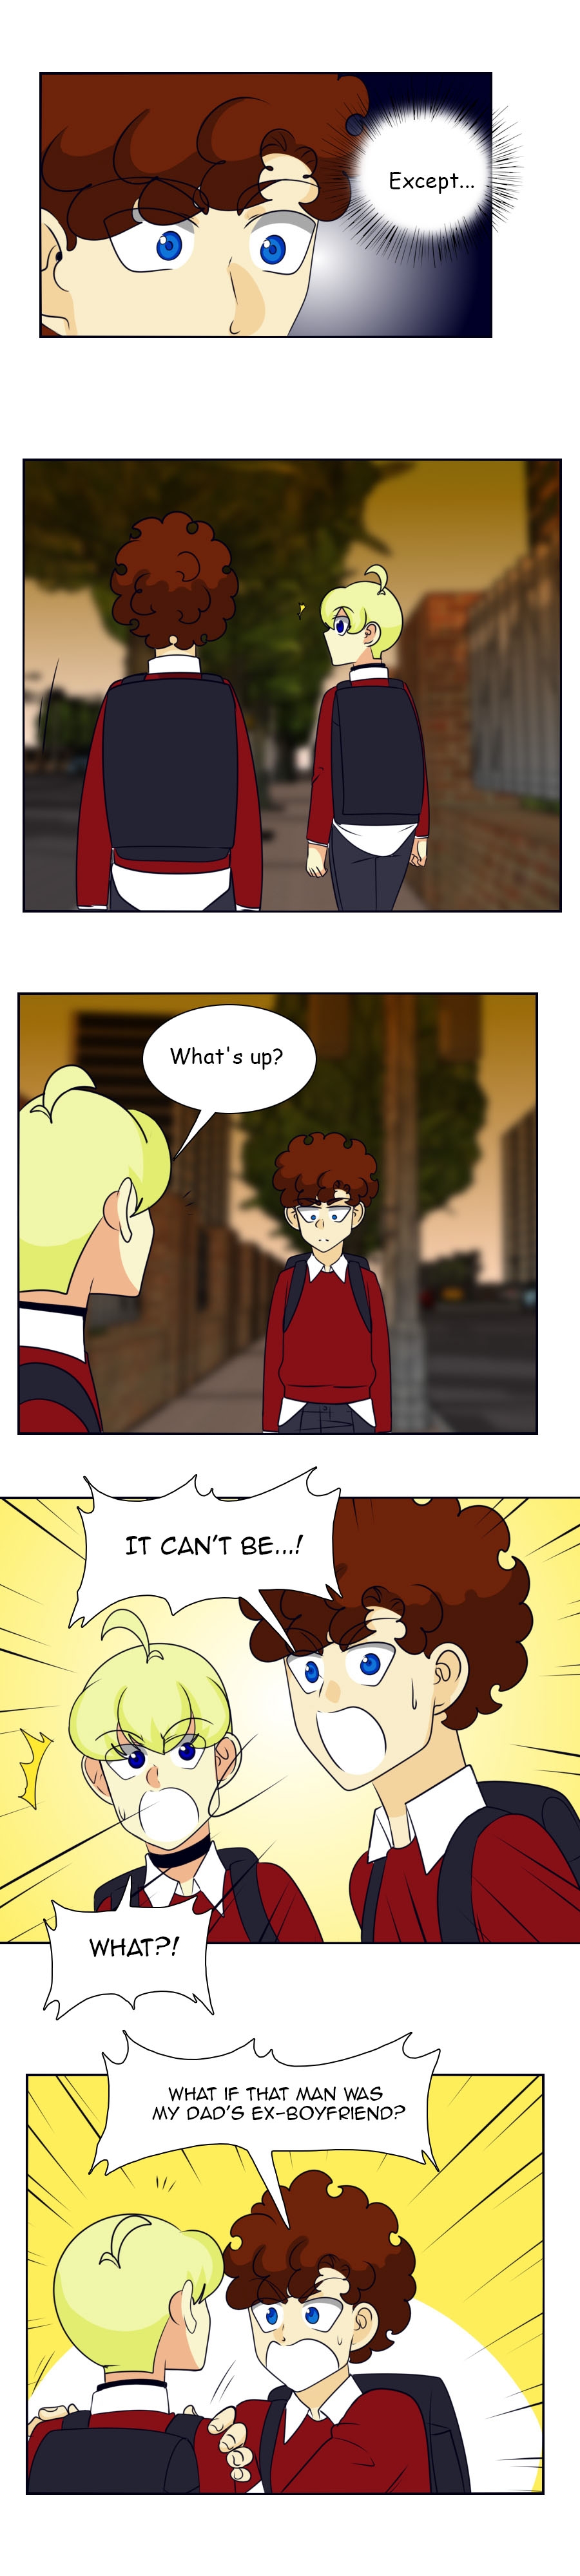 Except...
What's up?
IT CAN'T BE...!
WHAT?!
WHAT IF THAT MAN WAS
MY DAD'S EX-BOYFRIEND?